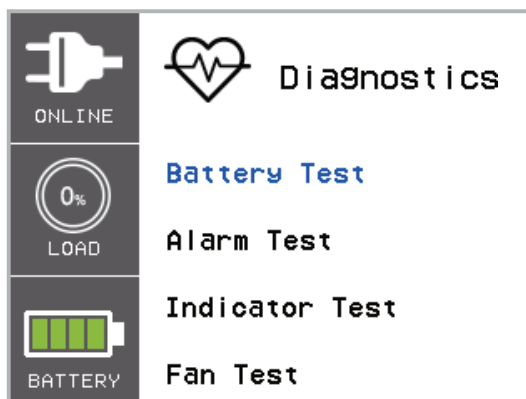 ONLINE
0%
LOAD
BATTERY
Diagnostics
Battery Test
Alarm Test
Indicator Test
Fan Test